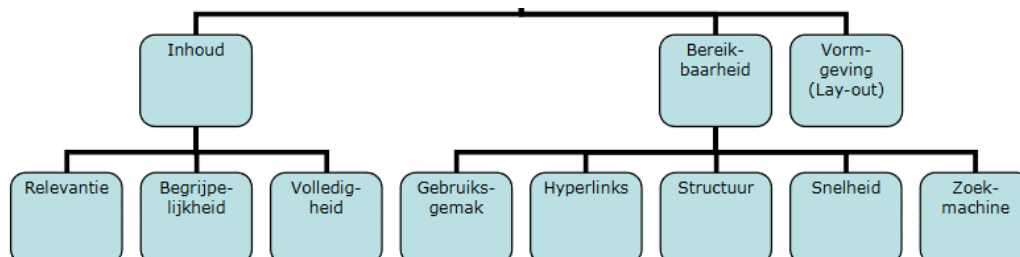 Inhoud
Bereik-
baarheid
Vorm-
geving
(Lay-out)
Relevantie
Begrijpe-
lijkheid
Volledig-
heid
Gebruiks-
gemak
Hyperlinks
Structuur
Snelheid
Zoek-
machine